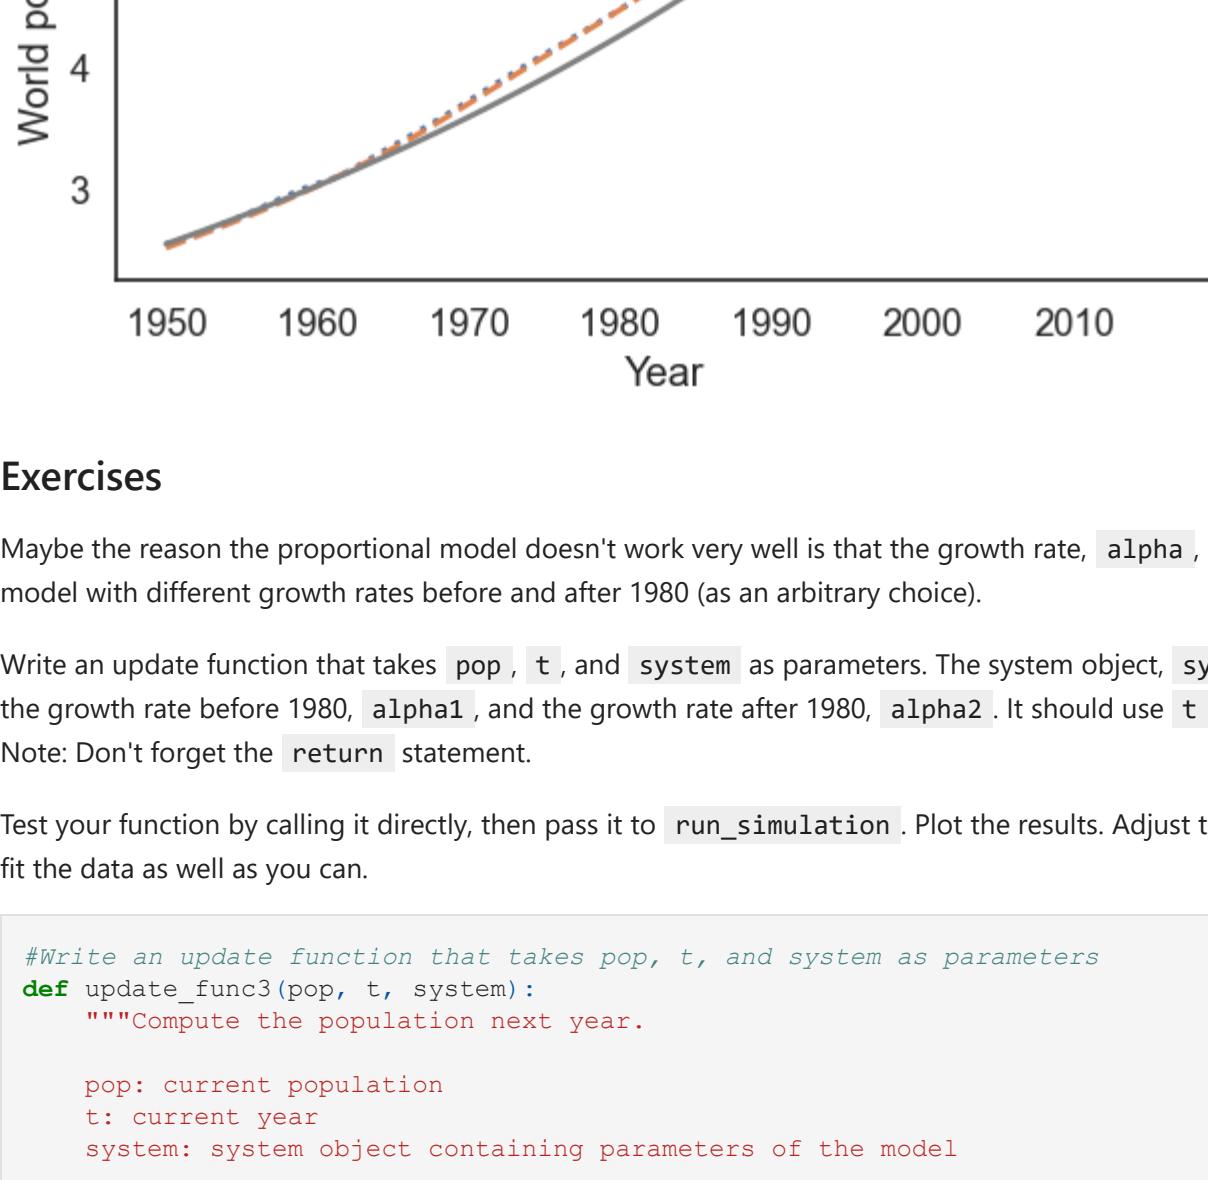 World po
4
3
1950 1960 1970 1980 1990 2000 2010
Year
Exercises
Maybe the reason the proportional model doesn't work very well is that the growth rate, alpha ,
model with different growth rates before and after 1980 (as an arbitrary choice).
Write an update function that takes pop , t , and system as parameters. The system object, sy
the growth rate before 1980, alpha1 , and the growth rate after 1980, alpha2 . It should use t
Note: Don't forget the return statement.
Test your function by calling it directly, then pass it to run_simulation . Plot the results. Adjust t
fit the data as well as you can.
#Write an update function that takes pop, t, and system as parameters
def update_func3(pop, t, system):
    """Compute the population next year.
    pop: current population
    t: current year
    system: system object containing parameters of the model